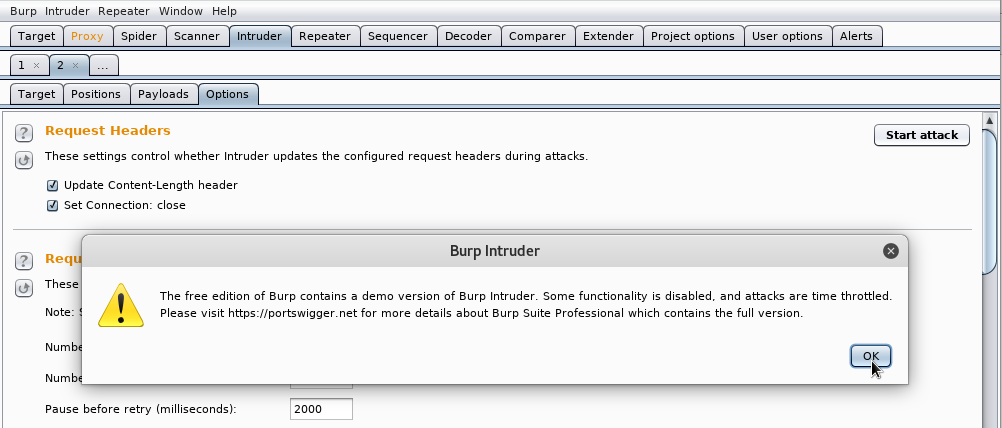 Burp Intruder Repeater Window Help
Target Proxy Spider Scanner Intruder Repeater Sequencer Decoder Comparer Extender Project options User options Alerts
1 × 2 × ...
Target Positions Payloads Options
? Request Headers
Start attack
These settings control whether Intruder updates the configured request headers during attacks.
Update Content-Length header
Set Connection: close
Burp Intruder
? Requ
These
The free edition of Burp contains a demo version of Burp Intruder. Some functionality is disabled, and attacks are time throttled.
Note: S
Please visit https://portswigger.net for more details about Burp Suite Professional which contains the full version.
Numbe
OK
Numbe
Pause before retry (milliseconds): 2000